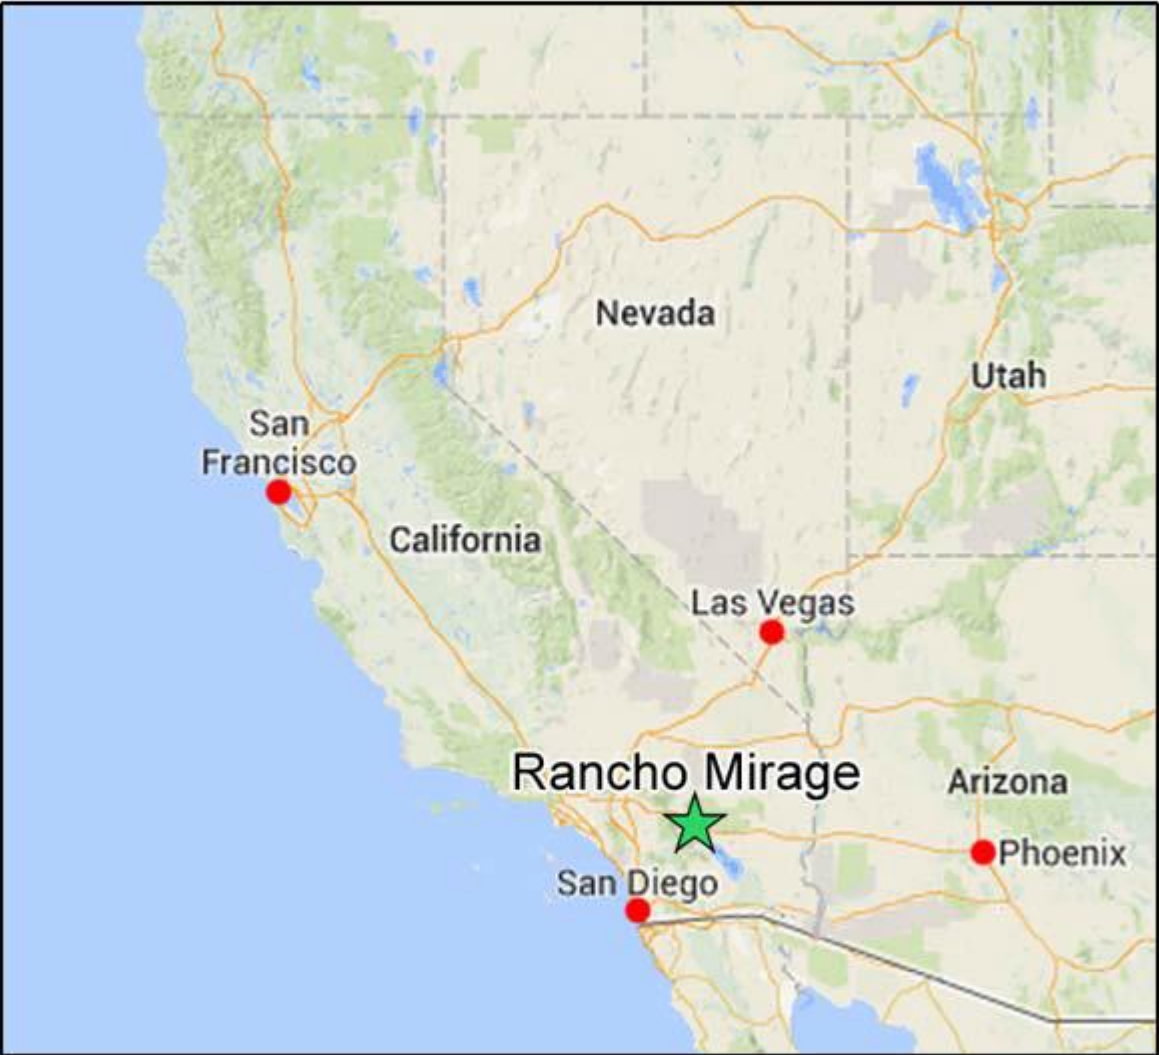 Nevada
Utah
San
Francisco
California
Las Vegas
Rancho Mirage
Arizona
Phoenix
San Diego